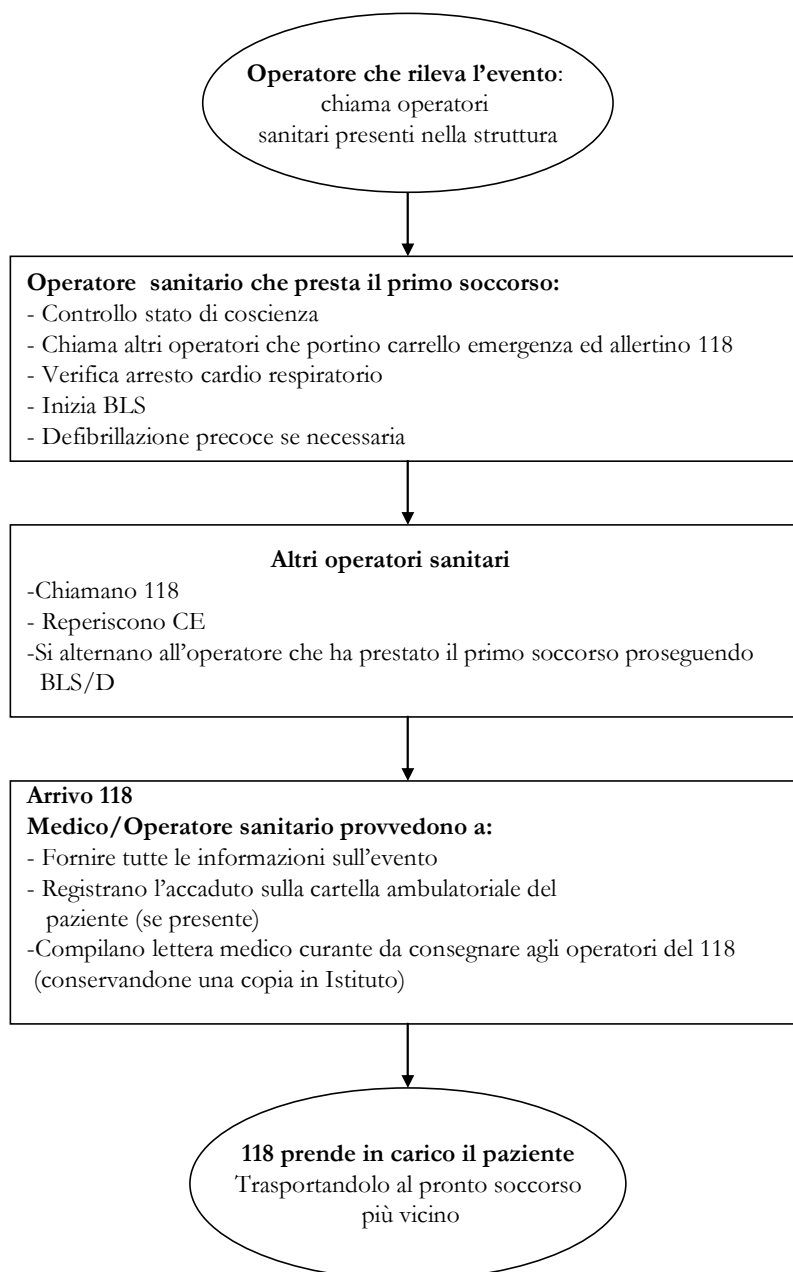 Operatore che rileva l’evento:
chiama operatori
sanitari presenti nella struttura
Operatore sanitario che presta il primo soccorso:
- Controllo stato di coscienza
- Chiama altri operatori che portino carrello emergenza ed allertino 118
- Verifica arresto cardio respiratorio
- Inizia BLS
- Defibrillazione precoce se necessaria
Altri operatori sanitari
-Chiamano 118
- Reperiscono CE
-Si alternano all’operatore che ha prestato il primo soccorso proseguendo
BLS/D
Arrivo 118
Medico/Operatore sanitario provvedono a:
- Fornire tutte le informazioni sull’evento
- Registrano l’accaduto sulla cartella ambulatoriale del
paziente (se presente)
-Compilano lettera medico curante da consegnare agli operatori del 118
(conservandone una copia in Istituto)
118 prende in carico il paziente
Trasportandolo al pronto soccorso
più vicino